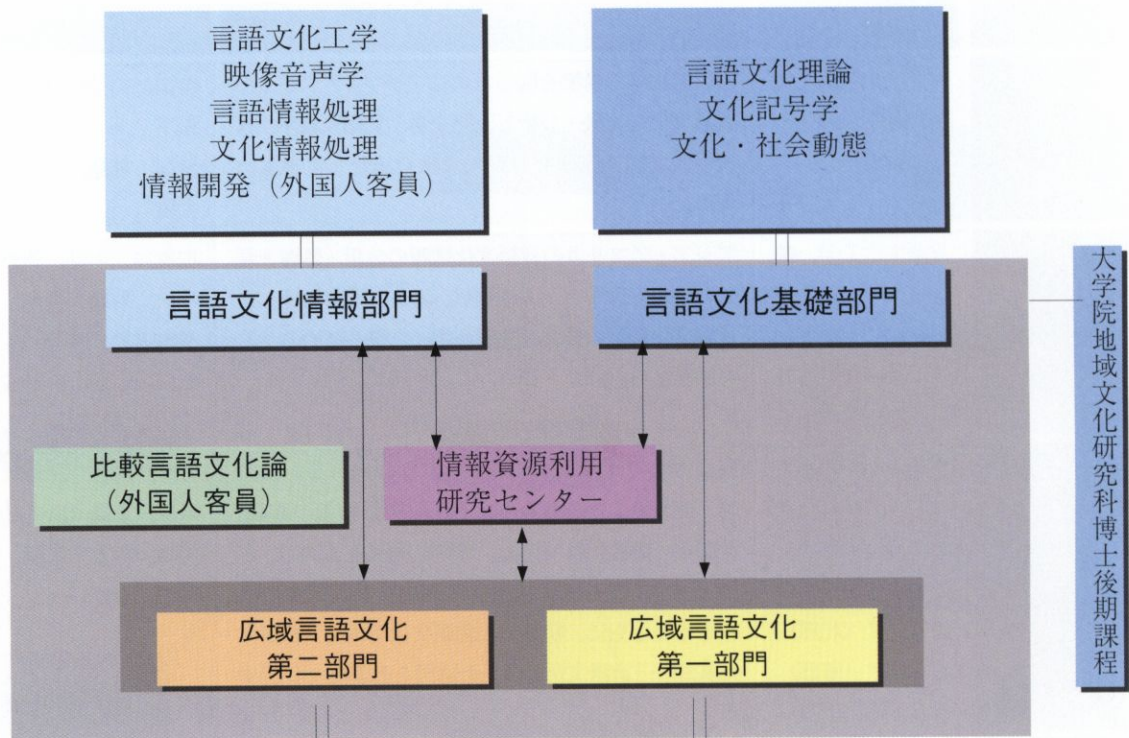 言語文化工学
映像音声学
言語情報処理
文化情報処理
情報開発（外国人客員）
言語文化理論
文化記号学
文化・社会動態
言語文化情報部門
言語文化基礎部門
大学院地域文化研究科博士後期課程
比較言語文化論
（外国人客員）
情報資源利用
研究センター
広域言語文化
第二部門
広域言語文化
第一部門